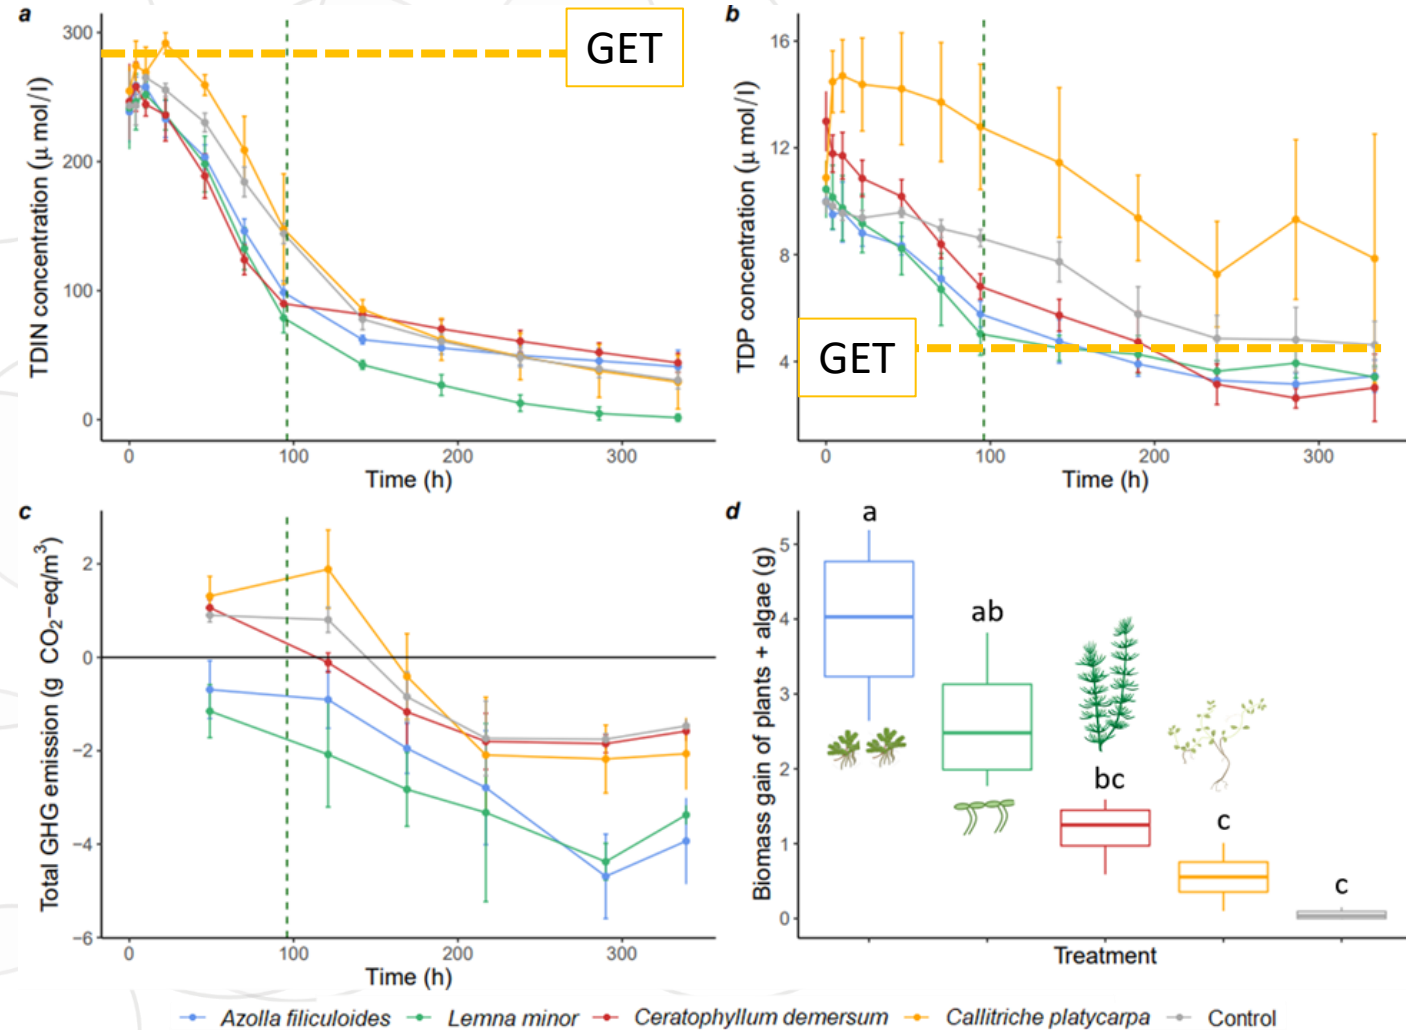 a
300
200
100
0
TDIN concentration (μ mol/l)
GET
0 100 200 300
Time (h)
b
16
12
8
4
TDP concentration (μ mol/l)
GET
0 100 200 300
Time (h)
c
2
0
−2
−4
−6
Total GHG emission (g CO₂−eq/m³)
0 100 200 300
Time (h)
d
5
4
3
2
1
0
Biomass gain of plants + algae (g)
a
ab
bc
c
c
Treatment
Azolla filiculoides Lemna minor Ceratophyllum demersum Callitriche platycarpa Control